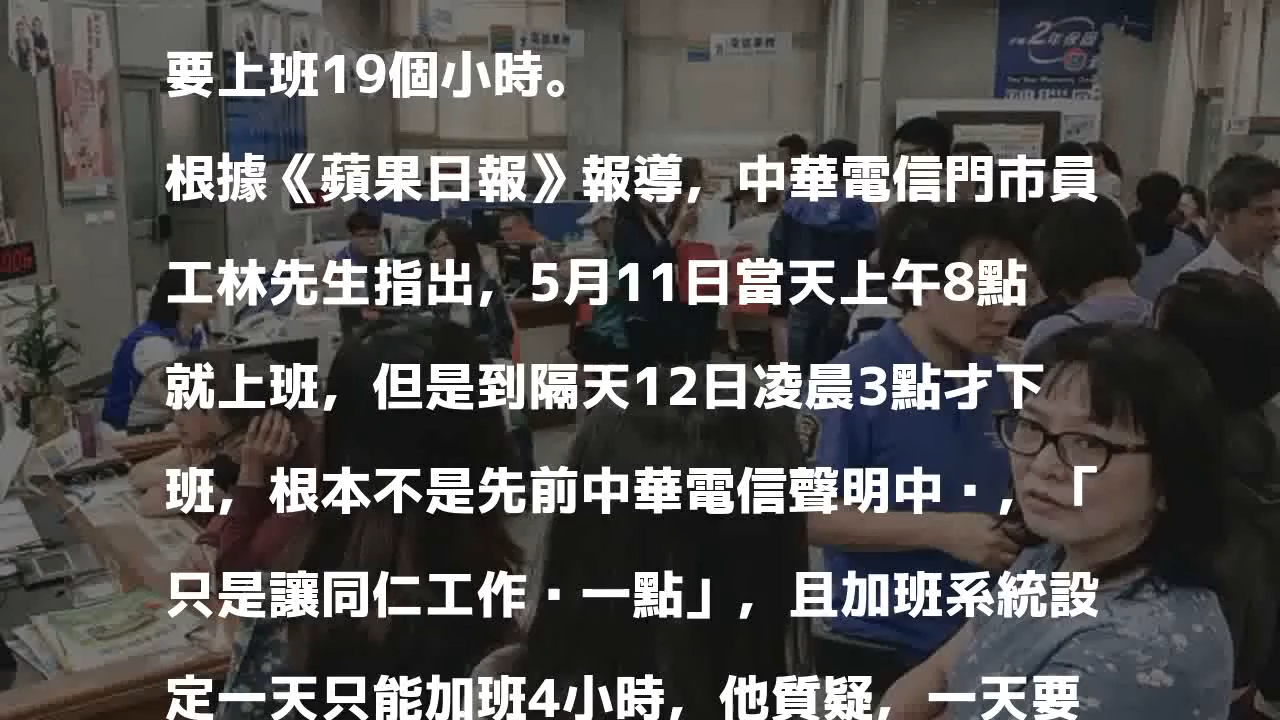 要上班19個小時。
根據《蘋果日報》報導，中華電信門市員
工林先生指出，5月11日當天上午8點
就上班，但是到隔天12日凌晨3點才下
班，根本不是先前中華電信聲明中·，「
只是讓同仁工作·一點」，且加班系統設
定一天只能加班4小時，他質疑，一天要
2年保固